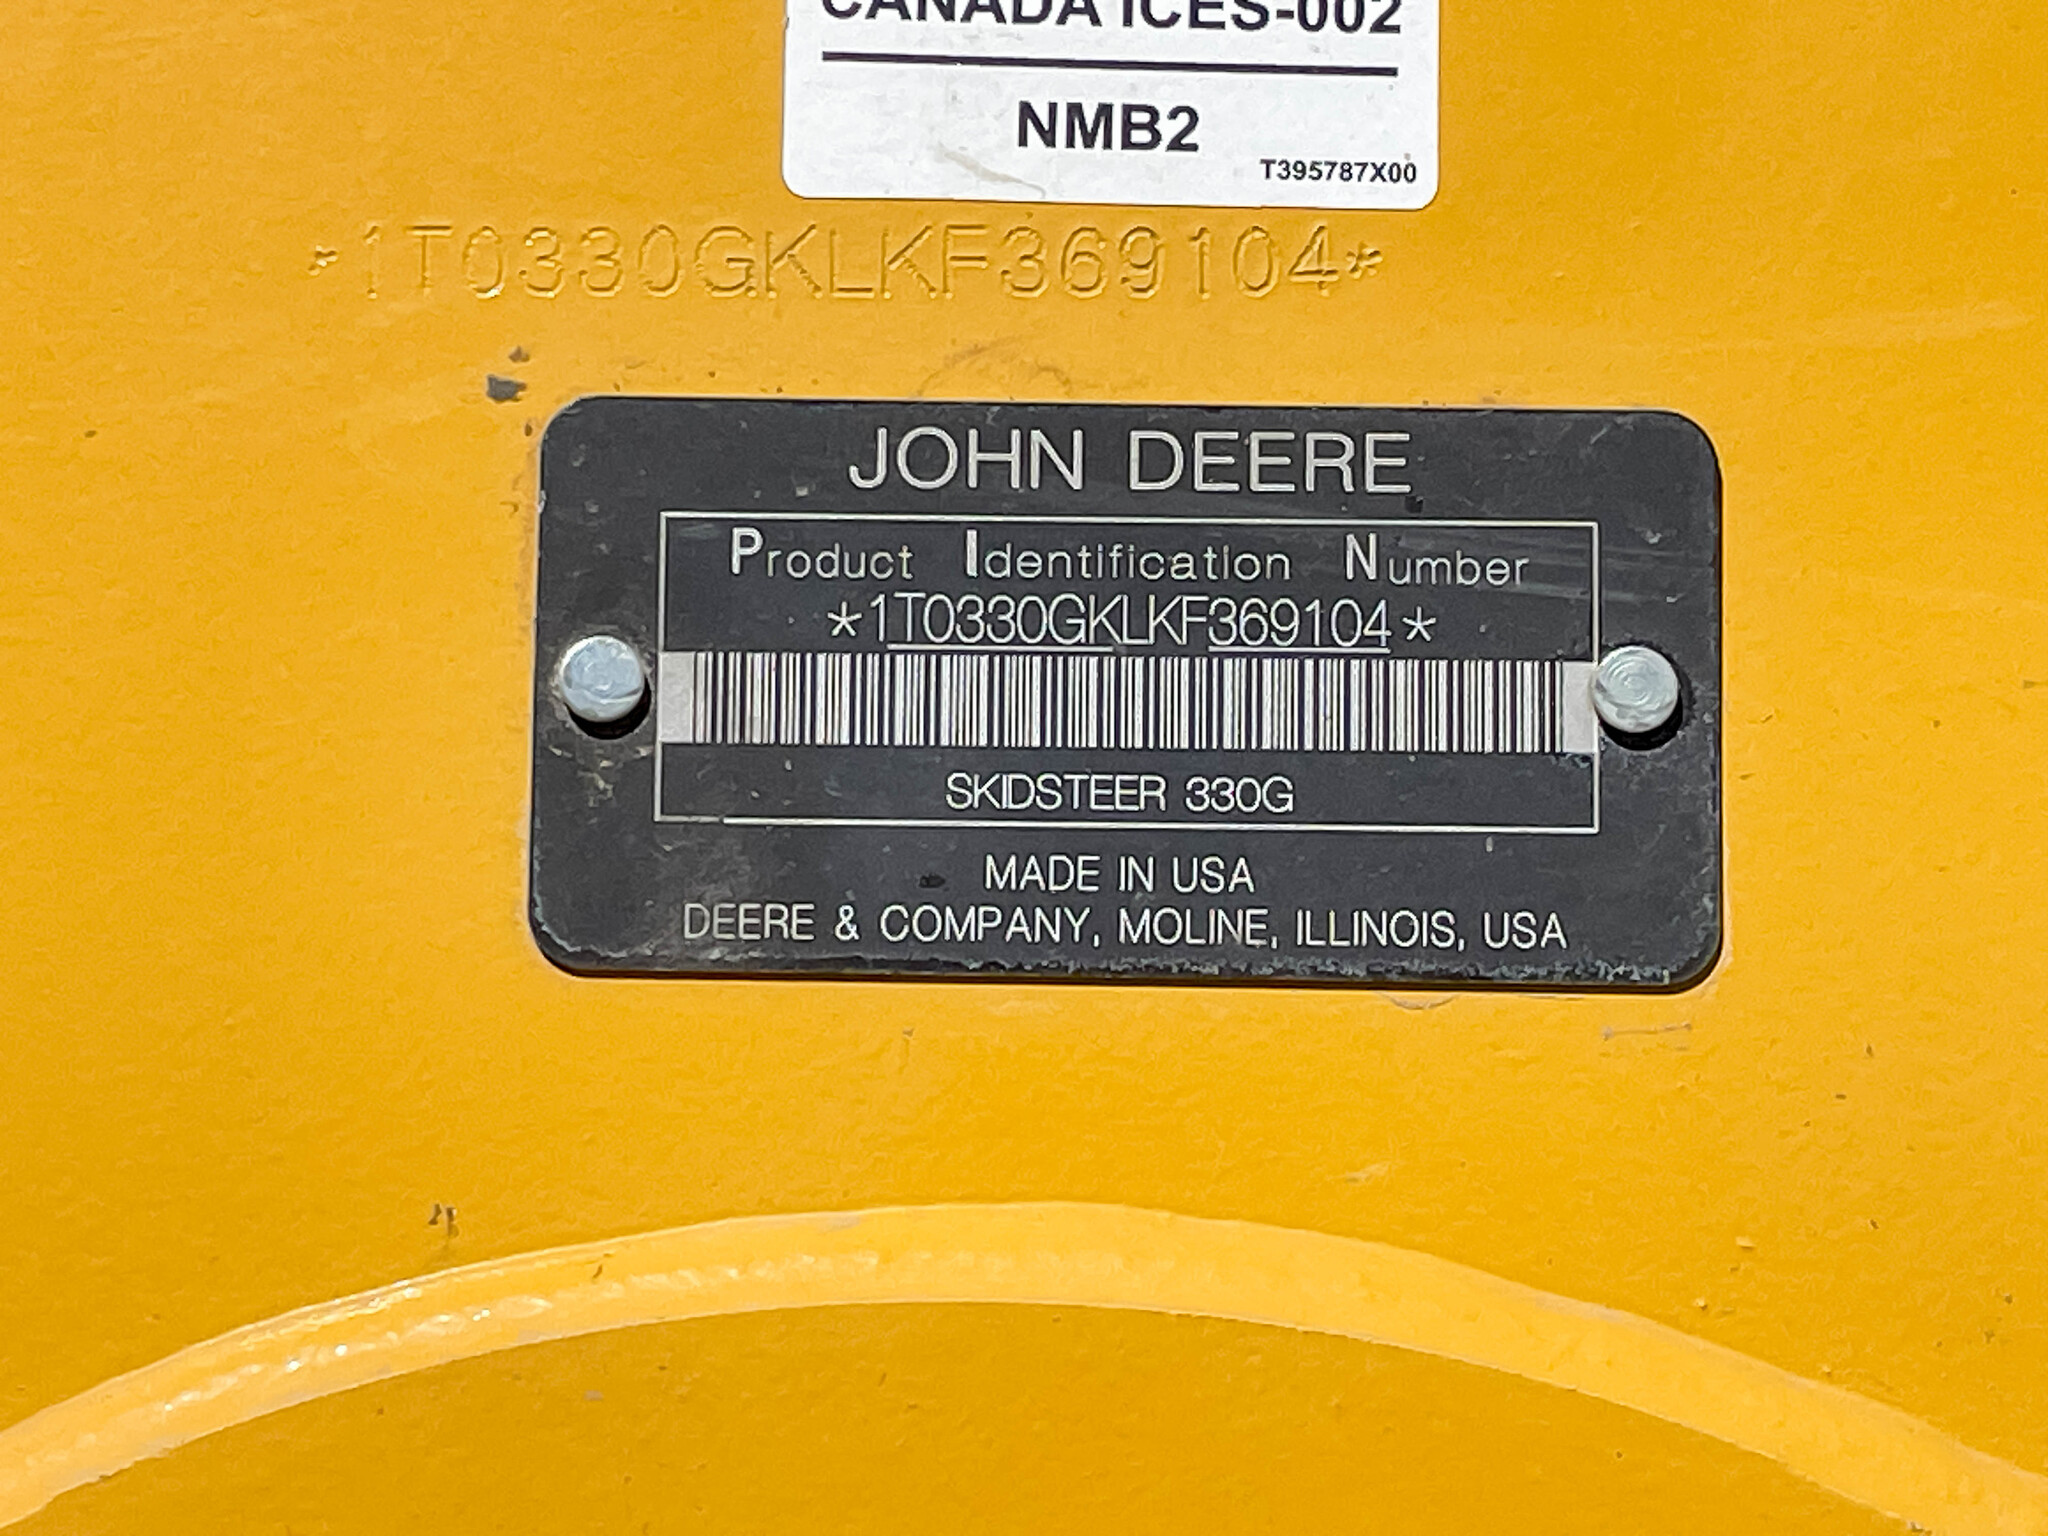 CANADA ICES-002
NMB2
T395787X00
*1T0330GKLKF369104*
JOHN DEERE
Product Identification Number
*1T0330GKLKF369104*
SKIDSTEER 330G
MADE IN USA
DEERE & COMPANY, MOLINE, ILLINOIS, USA